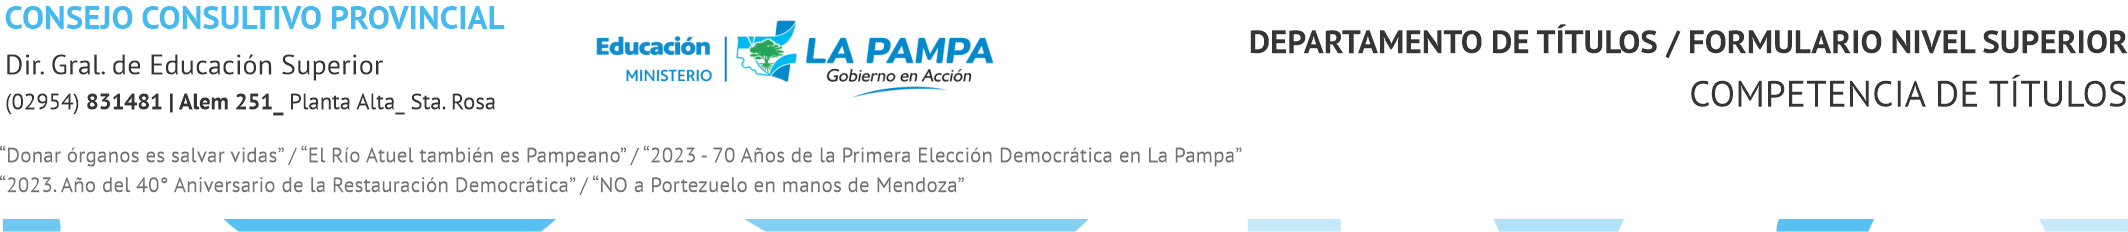 CONSEJO CONSULTIVO PROVINCIAL
Dir. Gral. de Educación Superior
(02954) 831481 | Alem 251_ Planta Alta_ Sta. Rosa
Educación
MINISTERIO
LA PAMPA
Gobierno en Acción
DEPARTAMENTO DE TÍTULOS / FORMULARIO NIVEL SUPERIOR
COMPETENCIA DE TÍTULOS
“Donar órganos es salvar vidas” / “El Río Atuel también es Pampeano” / “2023 - 70 Años de la Primera Elección Democrática en La Pampa”
“2023. Año del 40° Aniversario de la Restauración Democrática” / “NO a Portezuelo en manos de Mendoza”